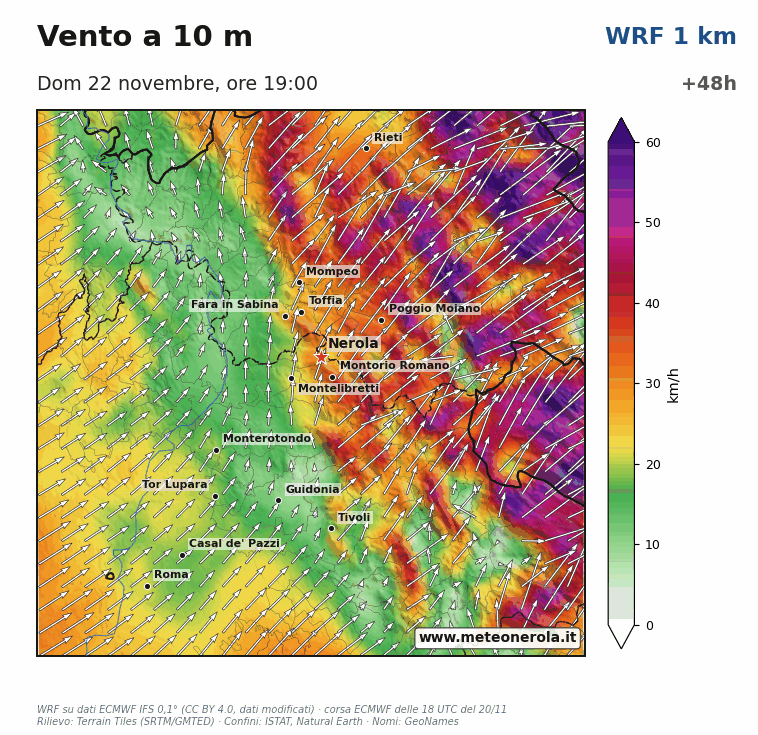 Vento a 10 m
WRF 1 km
Dom 22 novembre, ore 19:00
+48h
Rieti
Mompeo
Fara in Sabina
Toffia
Poggio Moiano
Nerola
Montorio Romano
Montelibretti
Monterotondo
Tor Lupara
Guidonia
Tivoli
Casal de' Pazzi
Roma
www.meteonerola.it
60
50
40
30
20
10
0
km/h
WRF su dati ECMWF IFS 0,1° (CC BY 4.0, dati modificati) · corsa ECMWF delle 18 UTC del 20/11
Rilievo: Terrain Tiles (SRTM/GMTED) · Confini: ISTAT, Natural Earth · Nomi: GeoNames